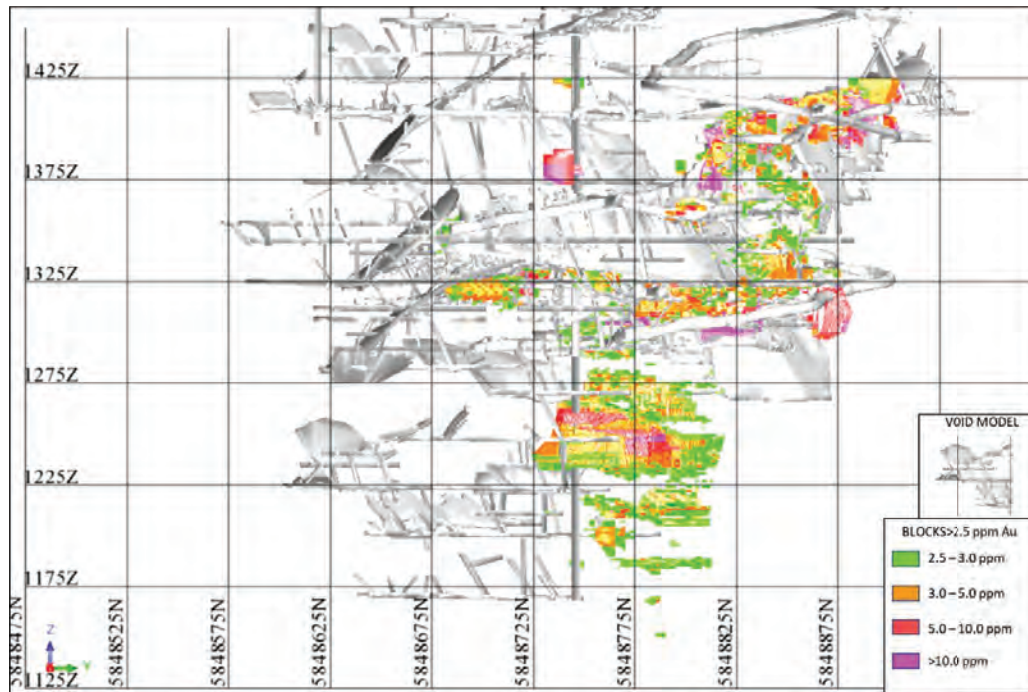 1425Z
1375Z
1325Z
1275Z
1225Z
1175Z
1125Z
5848475N
5848525N
5848575N
5848625N
5848675N
5848725N
5848775N
5848825N
5848875N
Z
Y
VOID MODEL
BLOCKS>2.5 ppm Au
2.5 – 3.0 ppm
3.0 – 5.0 ppm
5.0 – 10.0 ppm
>10.0 ppm